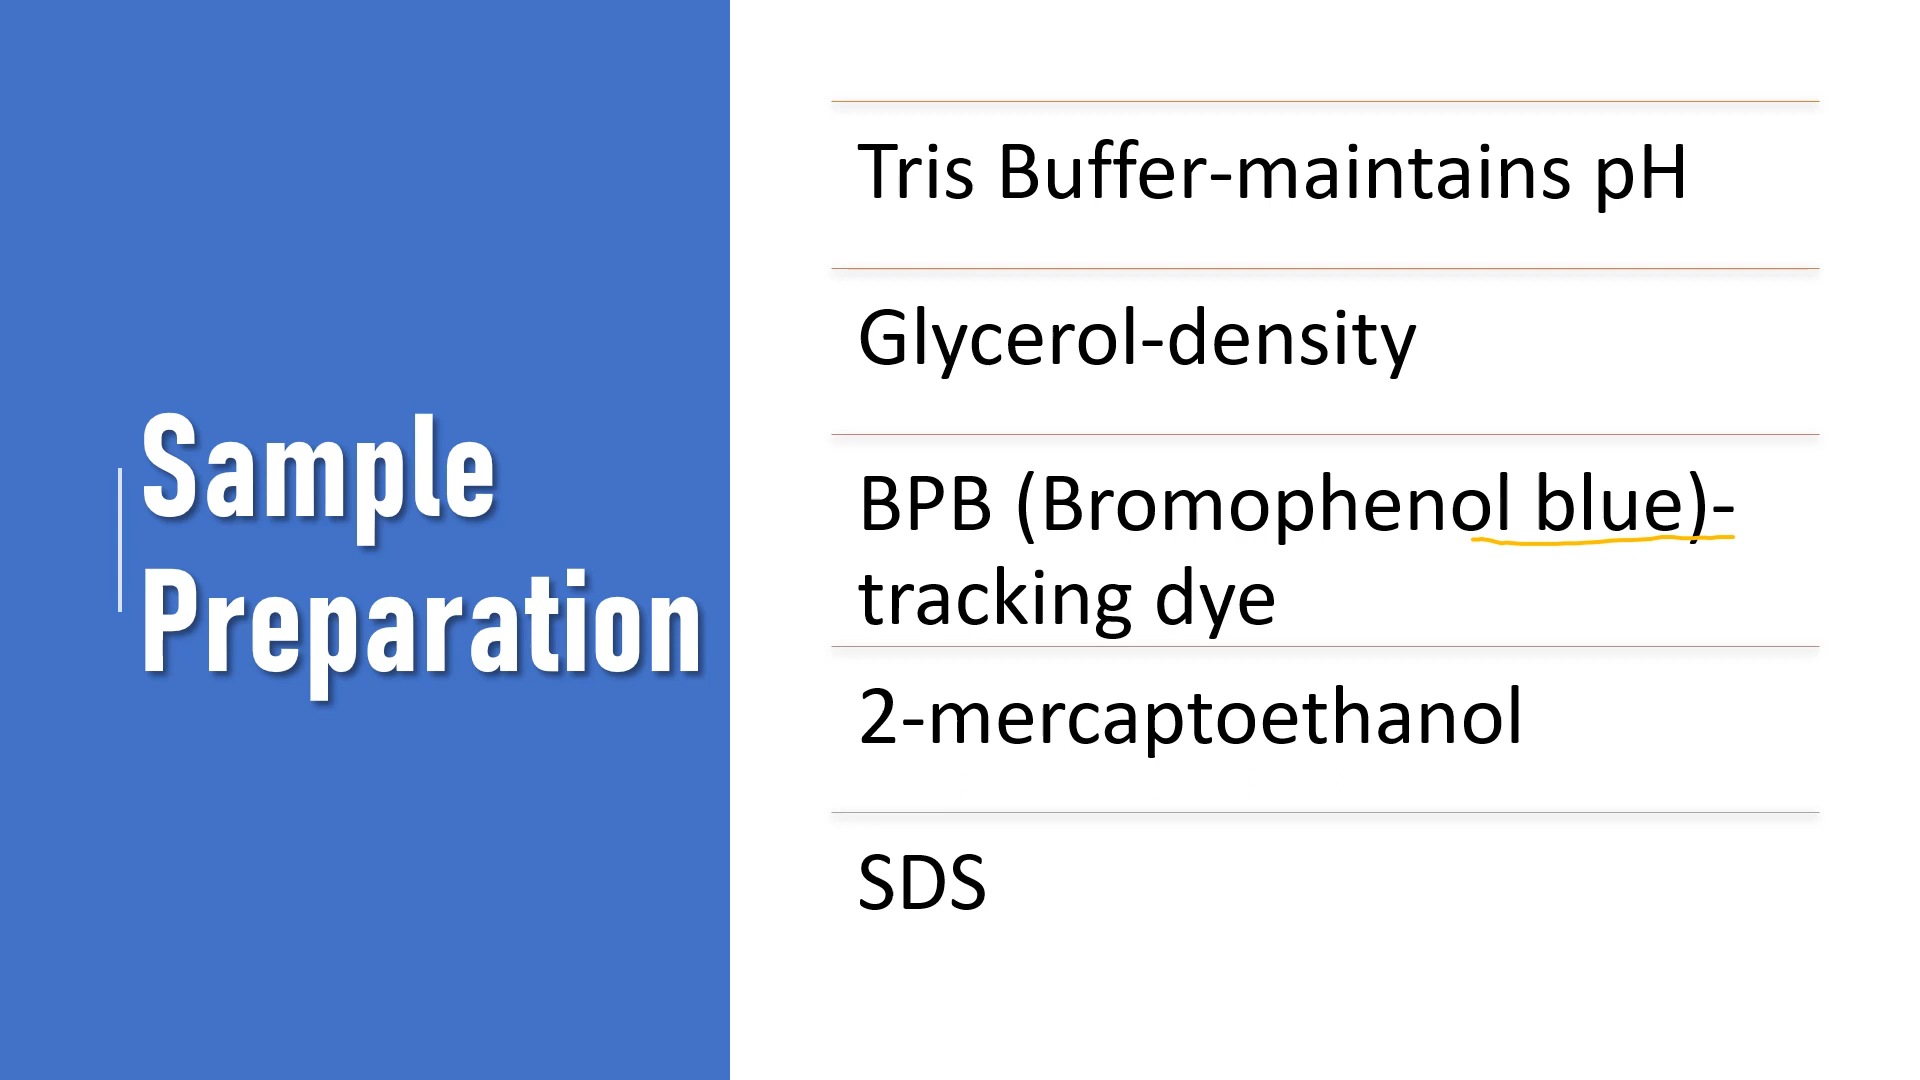 Sample
Preparation
Tris Buffer-maintains pH
Glycerol-density
BPB (Bromophenol blue)-
tracking dye
2-mercaptoethanol
SDS